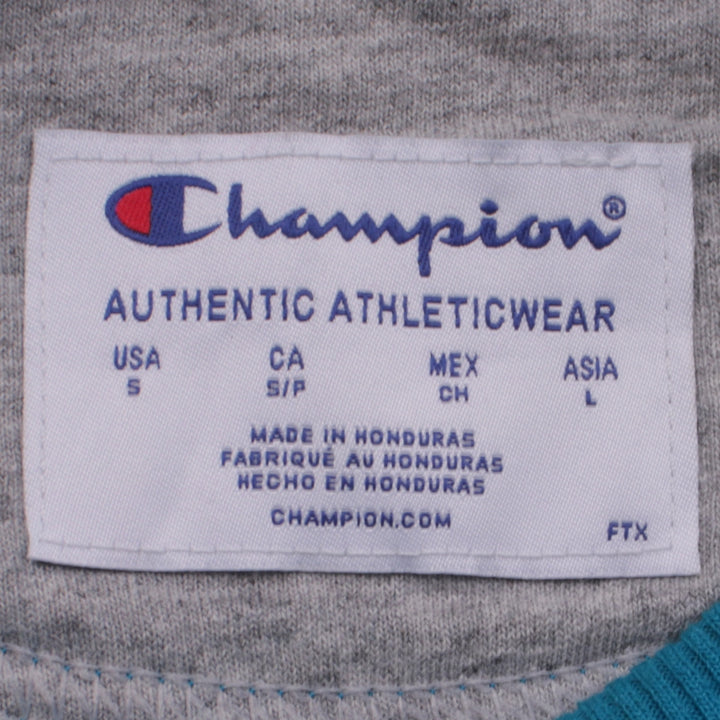 Champion®
AUTHENTIC ATHLETICWEAR
USA CA MEX ASIA
S S/P CH L
MADE IN HONDURAS
FABRIQUÉ AU HONDURAS
HECHO EN HONDURAS
CHAMPION.COM
FTX